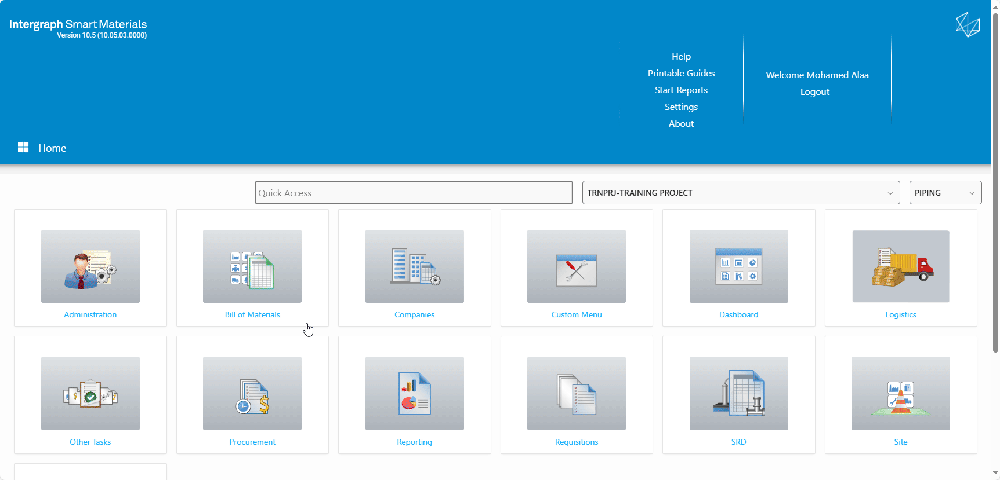 Intergraph Smart Materials
Version 10.5 (10.05.03.0000)
Help
Printable Guides
Start Reports
Settings
About
Welcome Mohamed Alaa
Logout
Home
Quick Access
TRNPRJ-TRAINING PROJECT
PIPING
Administration
Bill of Materials
Companies
Custom Menu
Dashboard
Logistics
Other Tasks
Procurement
Reporting
Requisitions
SRD
Site